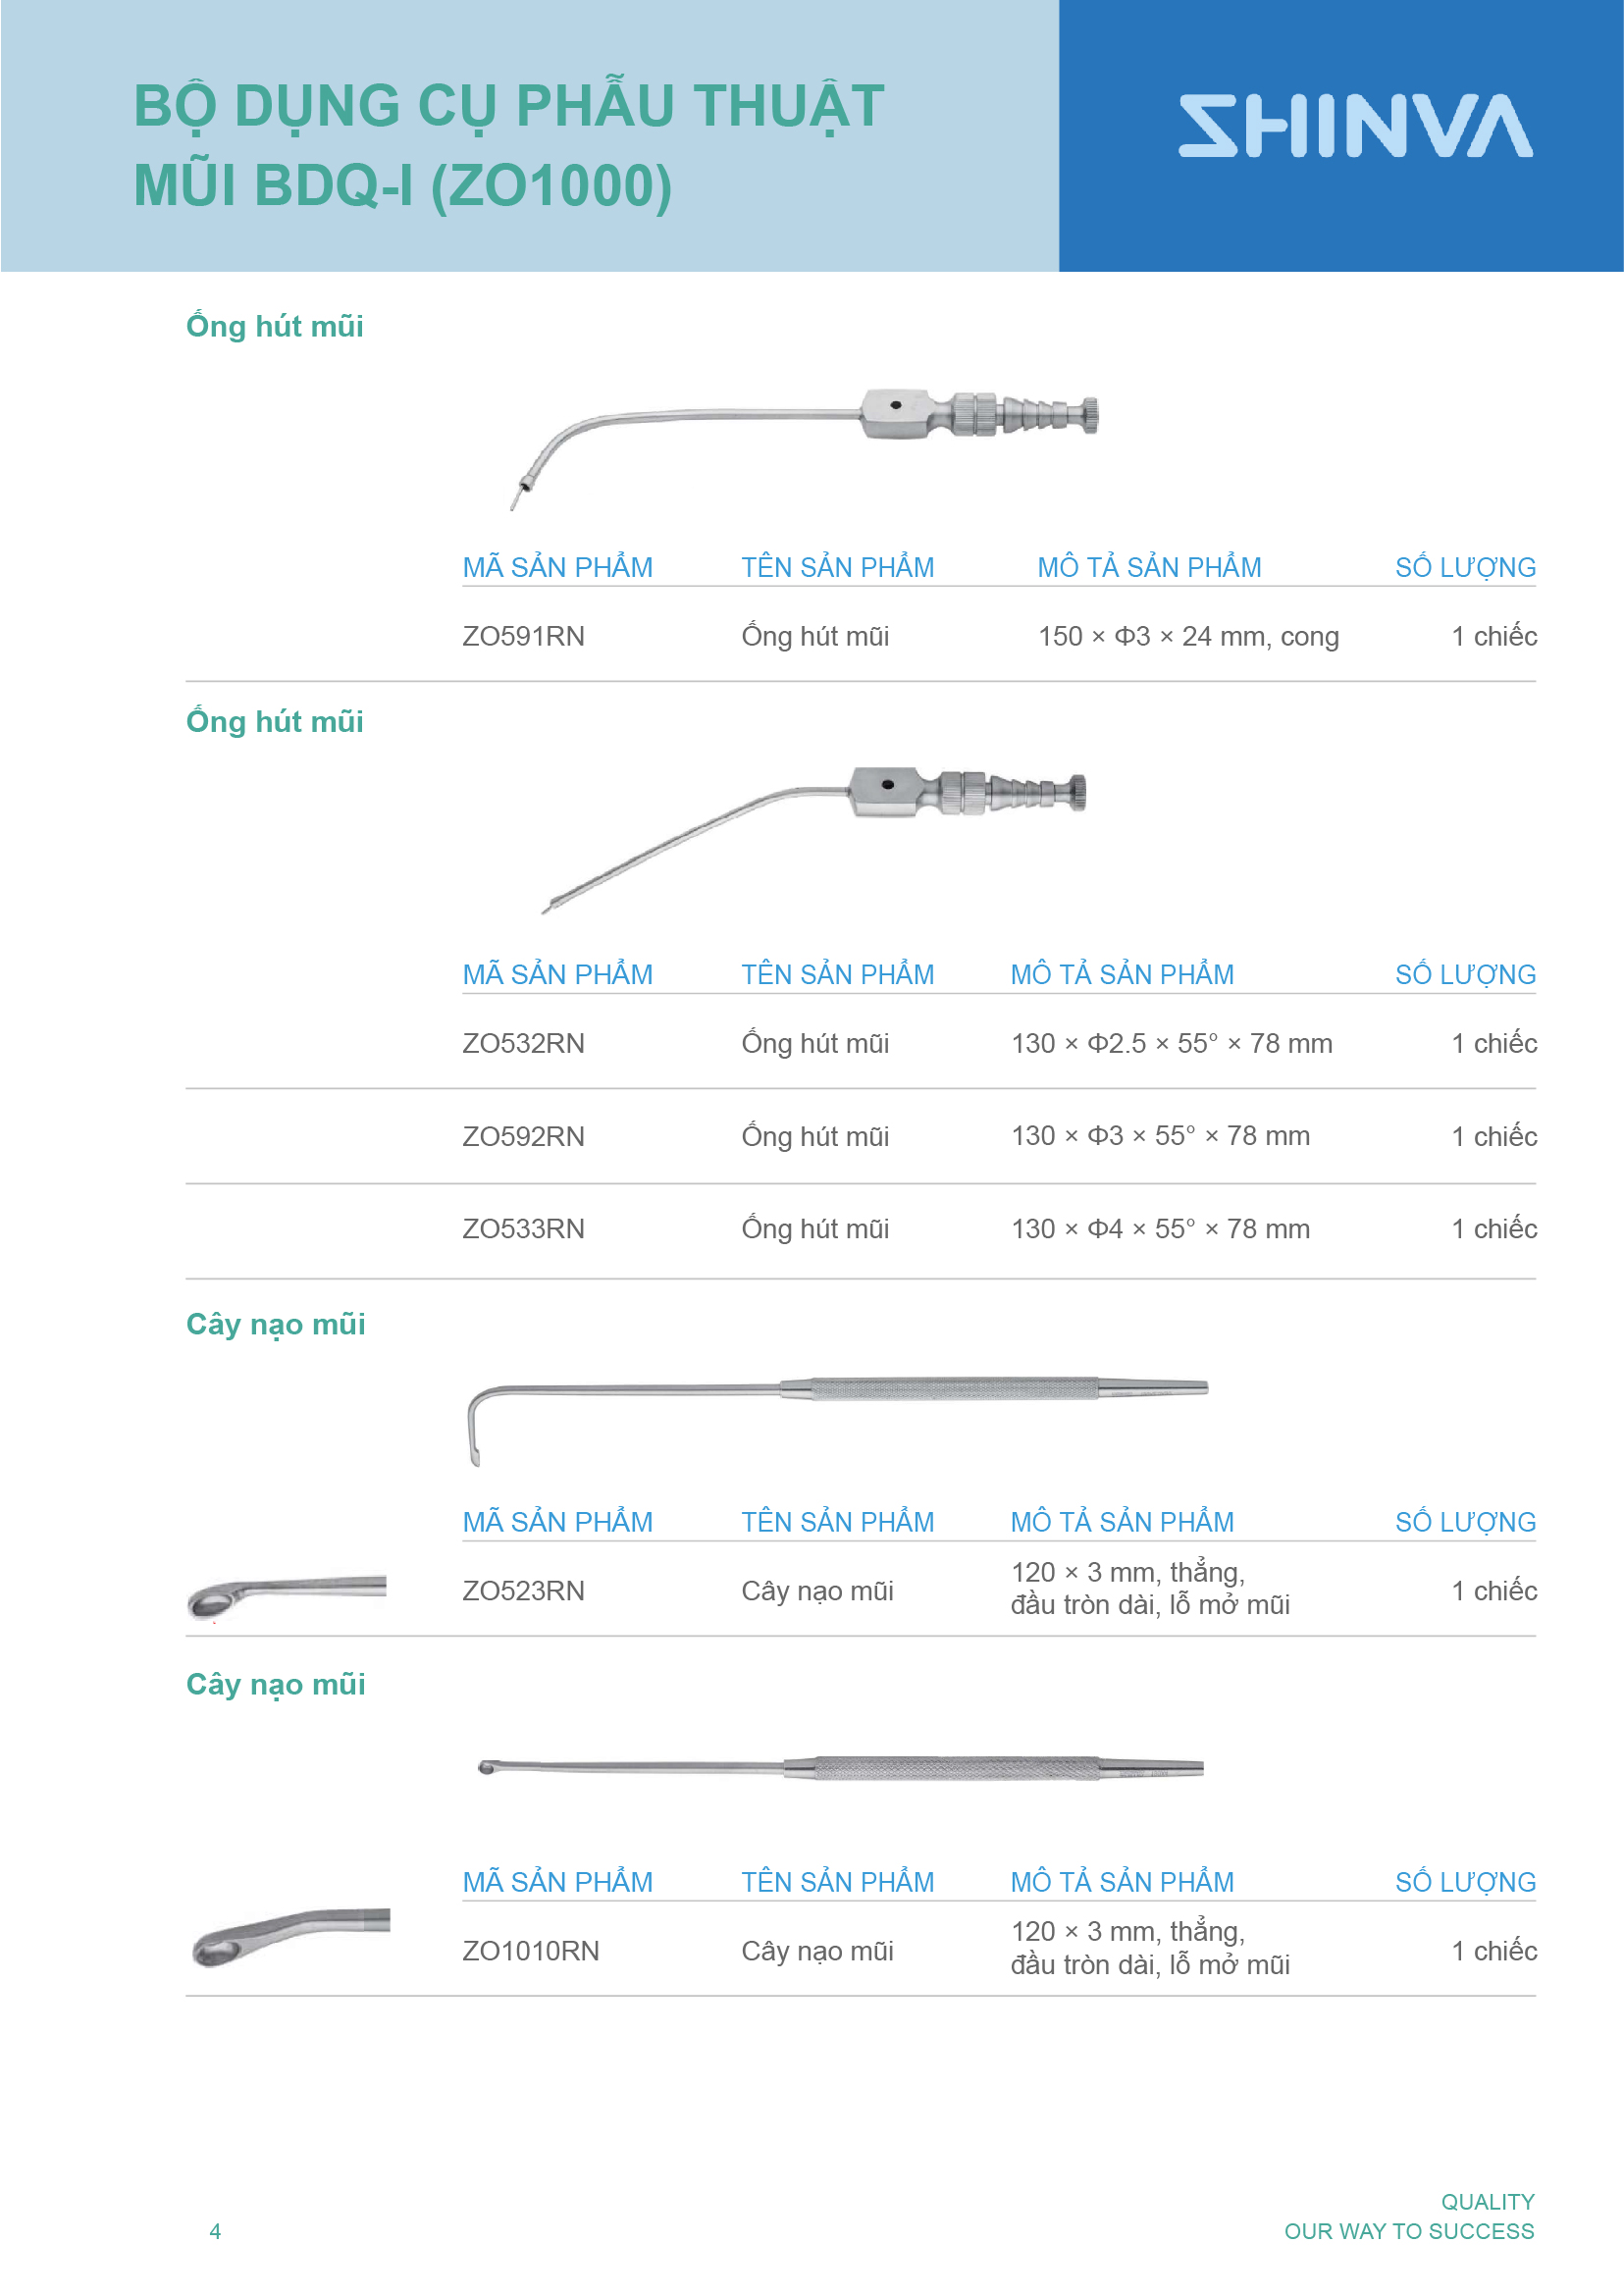 BỘ DỤNG CỤ PHẪU THUẬT
MŨI BDQ-I (ZO1000)
SHINVA
Ống hút mũi
MÃ SẢN PHẨM TÊN SẢN PHẨM MÔ TẢ SẢN PHẨM SỐ LƯỢNG
ZO591RN Ống hút mũi 150 × Φ3 × 24 mm, cong 1 chiếc
Ống hút mũi
MÃ SẢN PHẨM TÊN SẢN PHẨM MÔ TẢ SẢN PHẨM SỐ LƯỢNG
ZO532RN Ống hút mũi 130 × Φ2.5 × 55° × 78 mm 1 chiếc
ZO592RN Ống hút mũi 130 × Φ3 × 55° × 78 mm 1 chiếc
ZO533RN Ống hút mũi 130 × Φ4 × 55° × 78 mm 1 chiếc
Cây nạo mũi
MÃ SẢN PHẨM TÊN SẢN PHẨM MÔ TẢ SẢN PHẨM SỐ LƯỢNG
ZO523RN Cây nạo mũi 120 × 3 mm, thẳng,
đầu tròn dài, lỗ mở mũi 1 chiếc
Cây nạo mũi
MÃ SẢN PHẨM TÊN SẢN PHẨM MÔ TẢ SẢN PHẨM SỐ LƯỢNG
ZO1010RN Cây nạo mũi 120 × 3 mm, thẳng,
đầu tròn dài, lỗ mở mũi 1 chiếc
QUALITY
4 OUR WAY TO SUCCESS